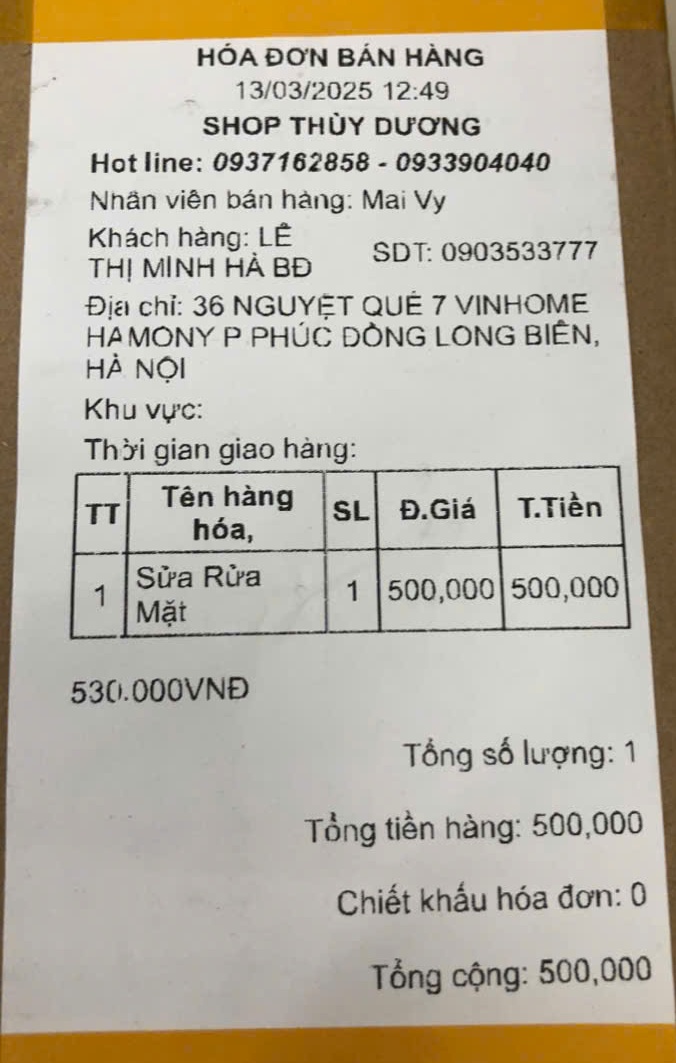 HÓA ĐƠN BÁN HÀNG
13/03/2025 12:49
SHOP THÙY DƯƠNG
Hot line: 0937162858 - 0933904040
Nhân viên bán hàng: Mai Vy
Khách hàng: LÊ THỊ MINH HÀ BĐ
SDT: 0903533777
Địa chỉ: 36 NGUYỆT QUẾ 7 VINHOME
HAMONY P PHÚC ĐỒNG LONG BIÊN,
HÀ NỘI
Khu vực:
Thời gian giao hàng:
TT Tên hàng hóa, SL Đ.Giá T.Tiền
1 Sửa Rửa Mặt 1 500,000 500,000
530.000VNĐ
Tổng số lượng: 1
Tổng tiền hàng: 500,000
Chiết khấu hóa đơn: 0
Tổng cộng: 500,000